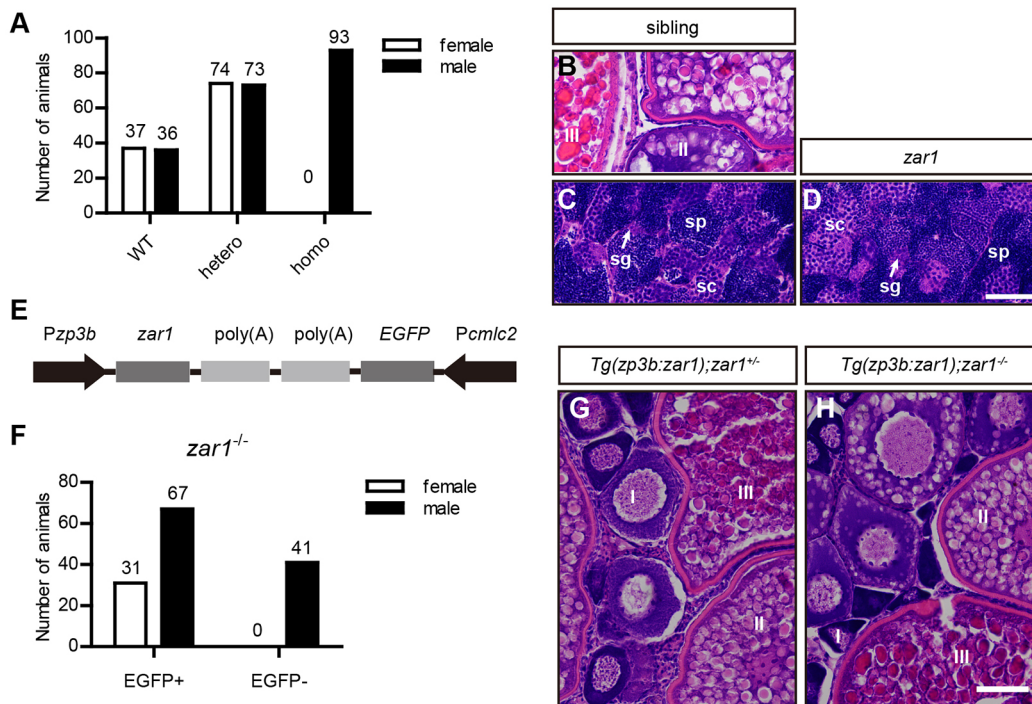 A
Number of animals
100
80
60
40
20
0
37
36
74
73
0
93
WT
hetero
homo
female
male
sibling
B
III
II
zar1
C
sp
sg
sc
D
sc
sg
sp
E
Pzp3b zar1 poly(A) poly(A) EGFP Pcmlc2
F
zar1-/-
Number of animals
80
60
40
20
0
31
67
0
41
EGFP+
EGFP-
female
male
Tg(zp3b:zar1);zar1+/-
G
I
III
II
Tg(zp3b:zar1);zar1-/-
H
II
I
III